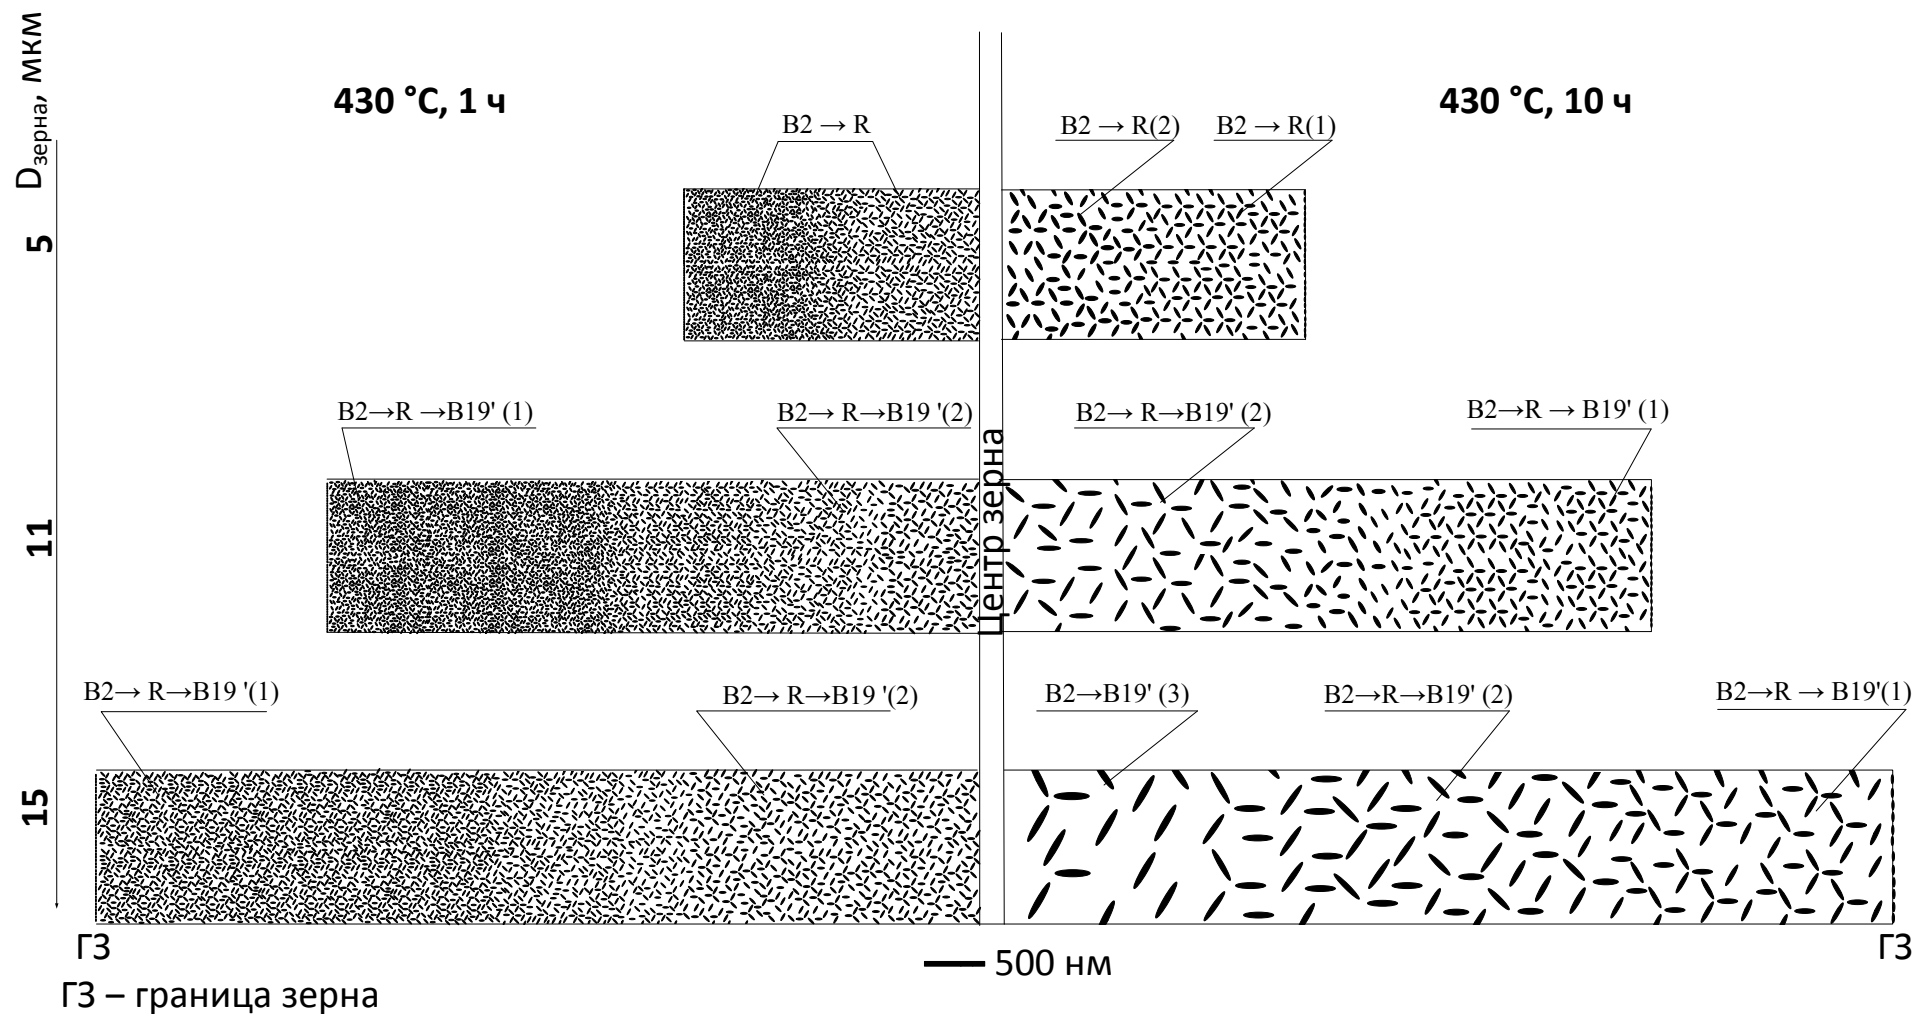 D зерна, мкм
430 °C, 1 ч
430 °C, 10 ч
B2 → R
B2 → R(2)
B2 → R(1)
5
B2→R →B19' (1)
B2→ R→B19 '(2)
B2→ R→B19' (2)
B2→R → B19' (1)
Центр зерна
11
B2→ R→B19 '(1)
B2→ R→B19 '(2)
B2→B19' (3)
B2→R→B19' (2)
B2→R → B19'(1)
15
ГЗ
ГЗ
500 нм
ГЗ – граница зерна